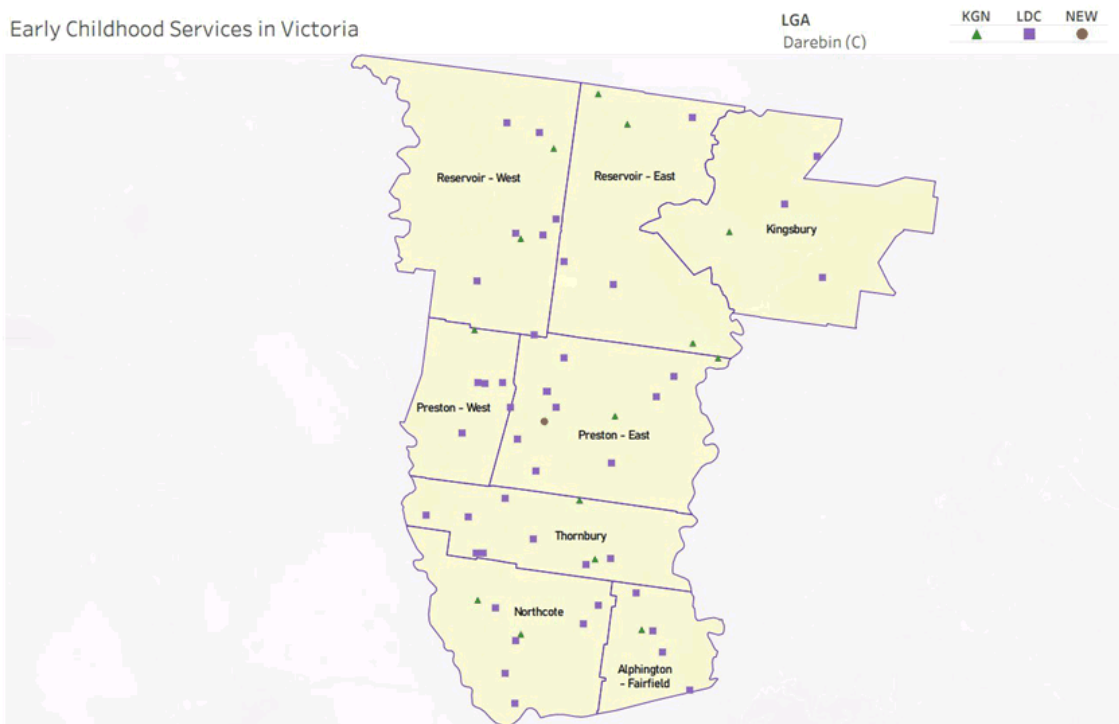 Early Childhood Services in Victoria
LGA
Darebin (C)
KGN LDC NEW
Reservoir - West
Reservoir - East
Kingsbury
Preston - West
Preston - East
Thornbury
Northcote
Alphington
- Fairfield